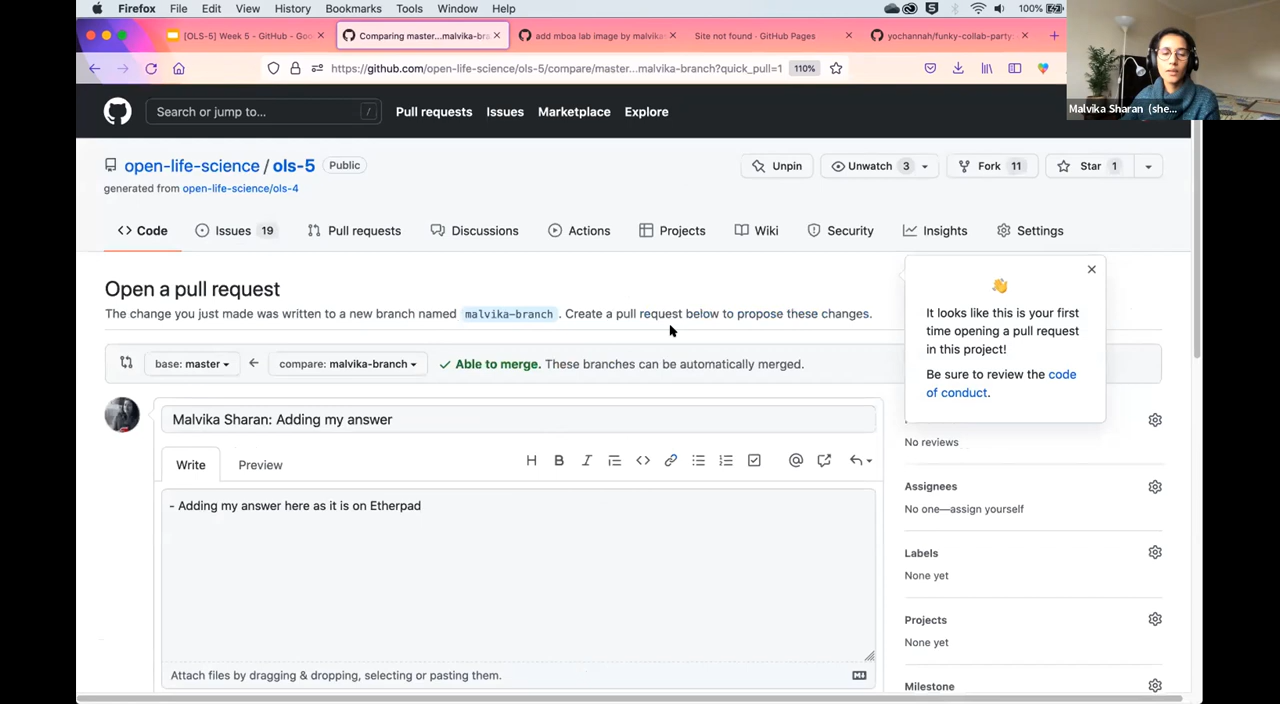 Firefox File Edit View History Bookmarks Tools Window Help 100%
[OLS-5] Week 5 - GitHub - Goo
Comparing master...malvika-bra
add mboa lab image by malvika
Site not found · GitHub Pages
yochannah/funky-collab-party:
https://github.com/open-life-science/ols-5/compare/master...malvika-branch?quick_pull=1 110%
Malvika Sharan (she...
Search or jump to... /
Pull requests Issues Marketplace Explore
open-life-science / ols-5 Public
Unpin Unwatch 3 Fork 11 Star 1
generated from open-life-science/ols-4
Code Issues 19 Pull requests Discussions Actions Projects Wiki Security Insights Settings
Open a pull request
The change you just made was written to a new branch named malvika-branch. Create a pull request below to propose these changes.
base: master compare: malvika-branch Able to merge. These branches can be automatically merged.
It looks like this is your first
time opening a pull request
in this project!
Be sure to review the code
of conduct.
Malvika Sharan: Adding my answer
Write Preview
H B I @
- Adding my answer here as it is on Etherpad
Attach files by dragging & dropping, selecting or pasting them.
No reviews
Assignees
No one—assign yourself
Labels
None yet
Projects
None yet
Milestone